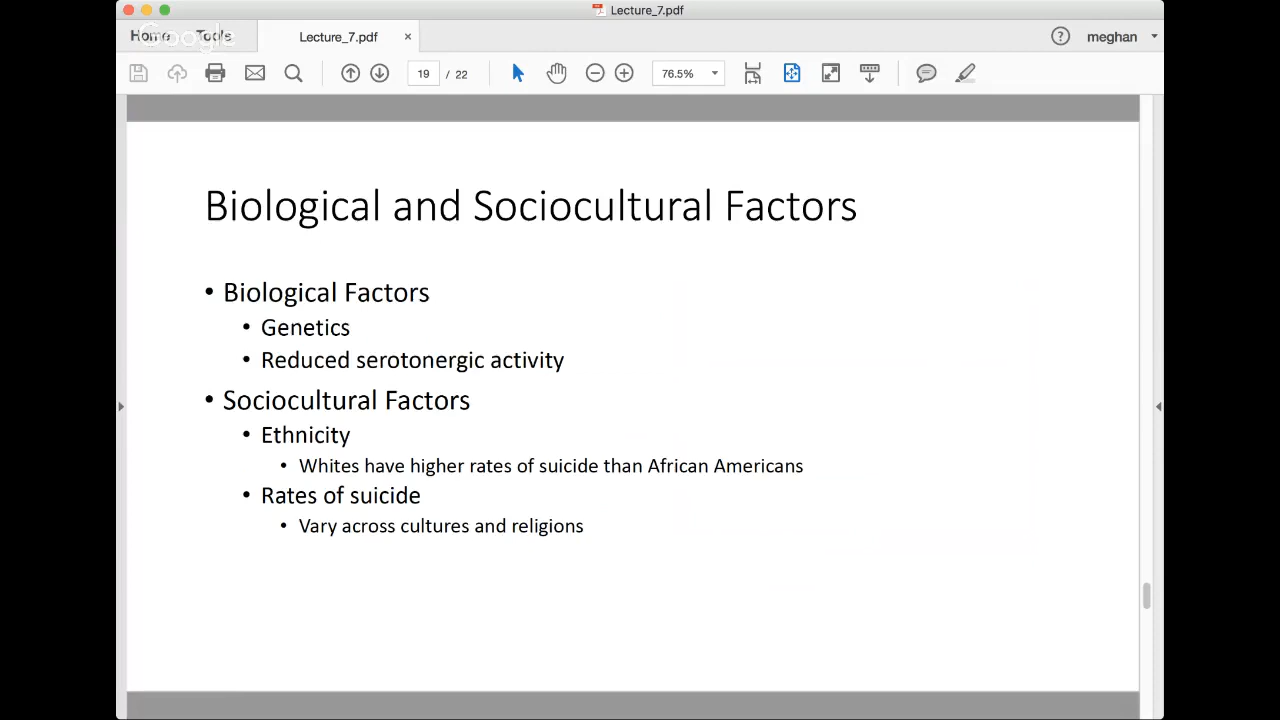 Lecture_7.pdf
Home
Tools
Google
Lecture_7.pdf
×
?
meghan
19 / 22
76.5%
Biological and Sociocultural Factors
• Biological Factors
• Genetics
• Reduced serotonergic activity
• Sociocultural Factors
• Ethnicity
• Whites have higher rates of suicide than African Americans
• Rates of suicide
• Vary across cultures and religions